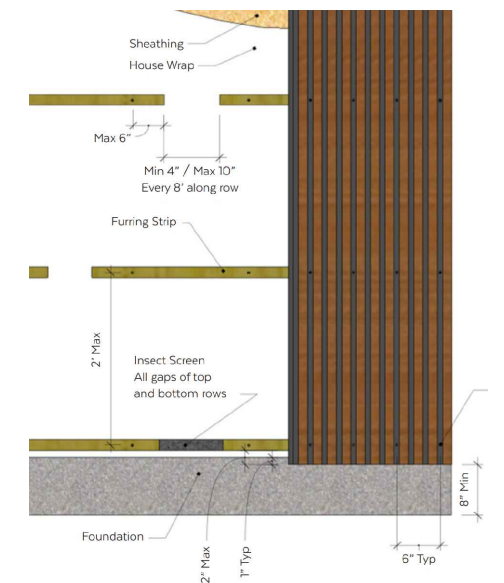 Sheathing
House Wrap
Max 6"
Min 4" / Max 10"
Every 8' along row
Furring Strip
2' Max
Insect Screen
All gaps of top
and bottom rows
Foundation
2" Max
1" Typ
6" Typ
8" Min